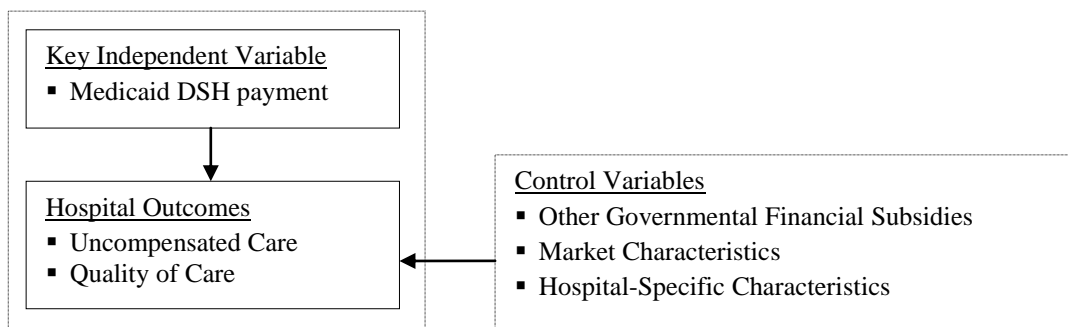 Key Independent Variable
▪ Medicaid DSH payment
Hospital Outcomes
▪ Uncompensated Care
▪ Quality of Care
Control Variables
▪ Other Governmental Financial Subsidies
▪ Market Characteristics
▪ Hospital-Specific Characteristics